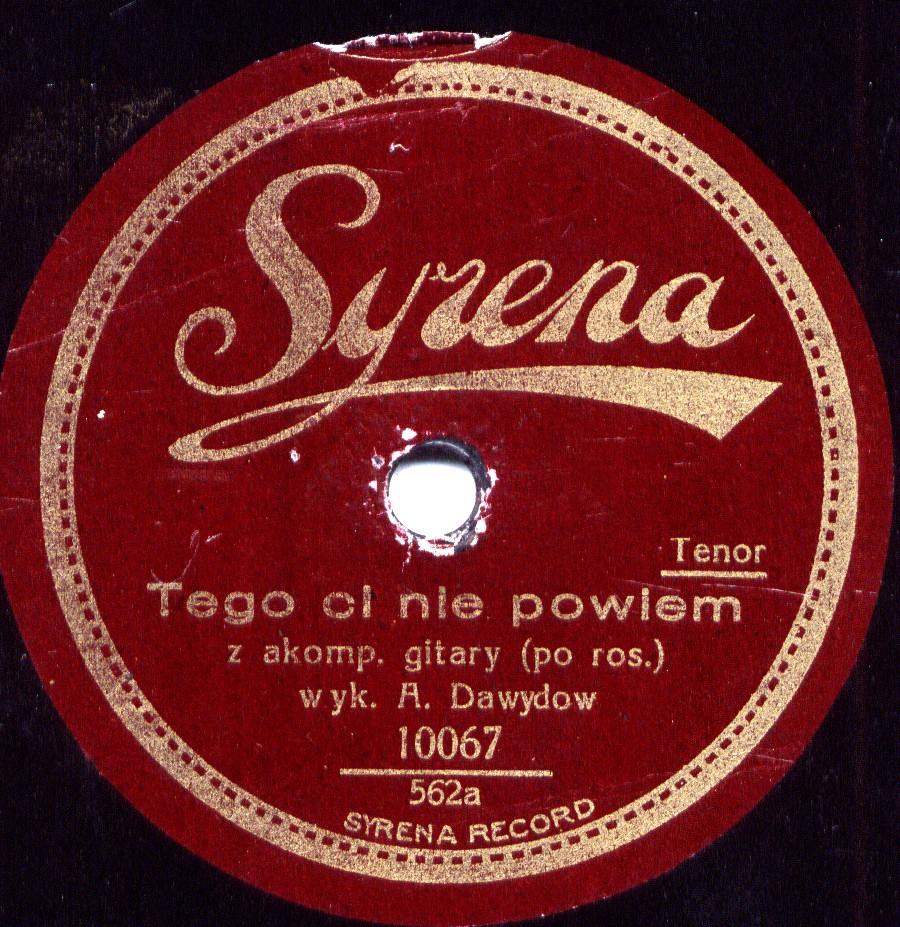 Syrena
Tenor
Tego ci nie powiem
z akomp. gitary (po ros.)
wyk. A. Dawydow
10067
562a
SYRENA RECORD